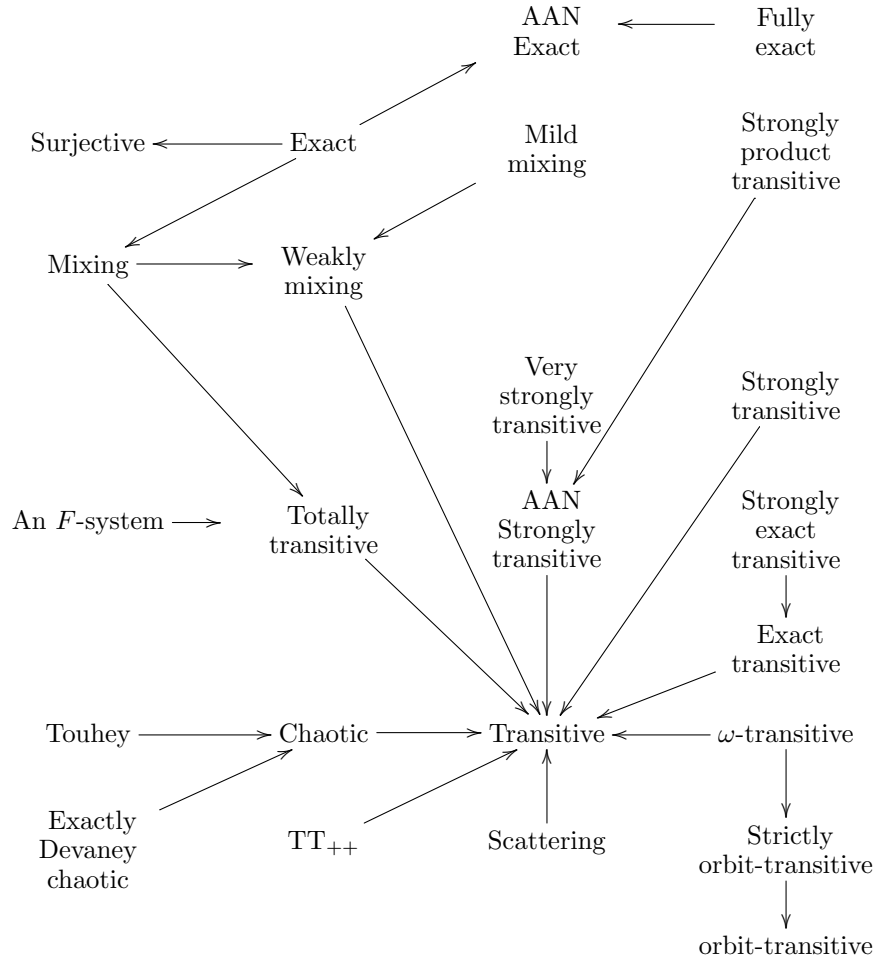 AAN
Exact
Fully
exact
Surjective
Exact
Mild
mixing
Strongly
product
transitive
Mixing
Weakly
mixing
Very
strongly
transitive
Strongly
transitive
An F-system
Totally
transitive
AAN
Strongly
transitive
Strongly
exact
transitive
Exact
transitive
Touhey
Chaotic
Transitive
ω-transitive
Exactly
Devaney
chaotic
TT++
Scattering
Strictly
orbit-transitive
orbit-transitive